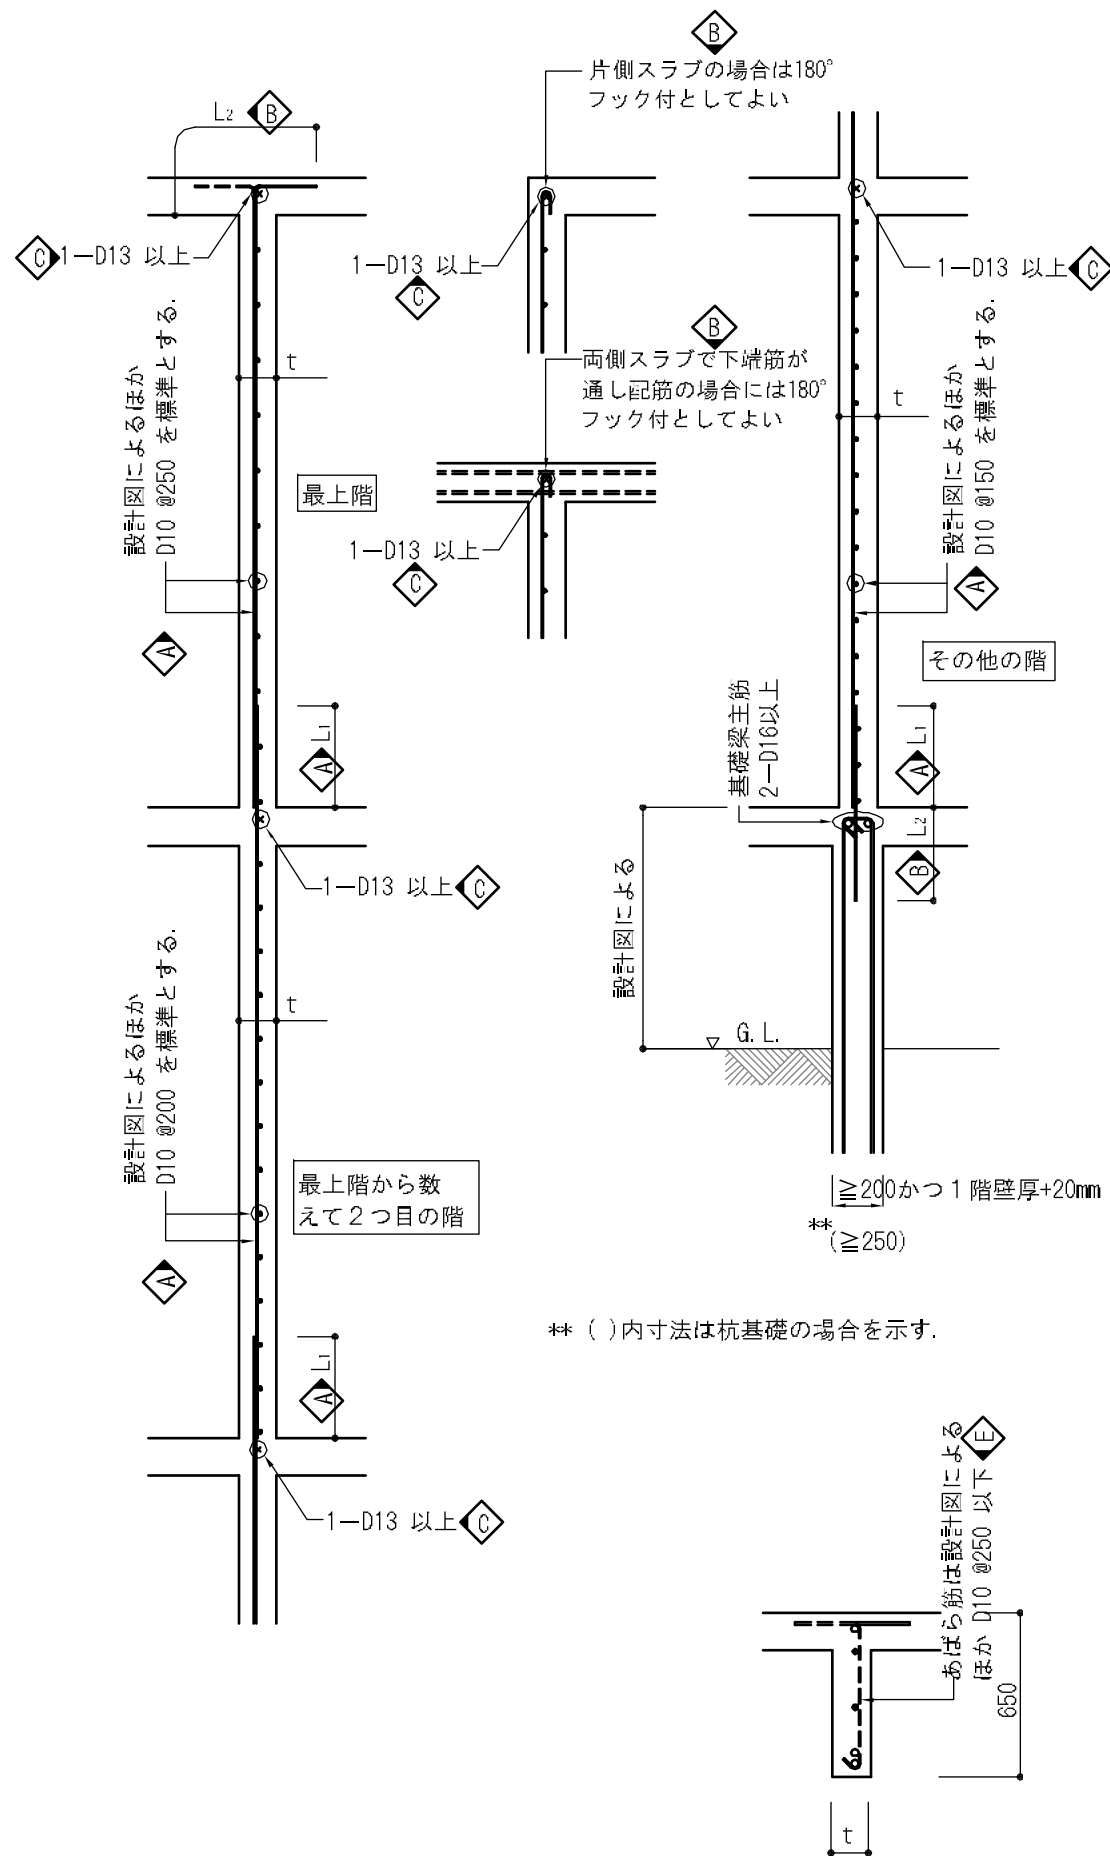 B
片側スラブの場合は180°
フック付としてよい
L2
B
C
1－D13 以上
1－D13 以上
C
1－D13 以上
C
設計図によるほか
D10 @250 を標準とする.
t
最上階
A
B
両側スラブで下端筋が
通し配筋の場合には180°
フック付としてよい
1－D13 以上
C
t
設計図によるほか
D10 @150 を標準とする.
A
その他の階
L1
A
基礎梁主筋
2－D16以上
L1
A
L2
B
1－D13 以上
C
設計図による
設計図によるほか
D10 @200 を標準とする.
t
G.L.
最上階から数
えて２つ目の階
A
≧200かつ１階壁厚+20mm
**
(≧250)
** ( )内寸法は杭基礎の場合を示す.
L1
A
1－D13 以上
C
あばら筋は設計図による
ほか D10 @250 以下
E
650
t